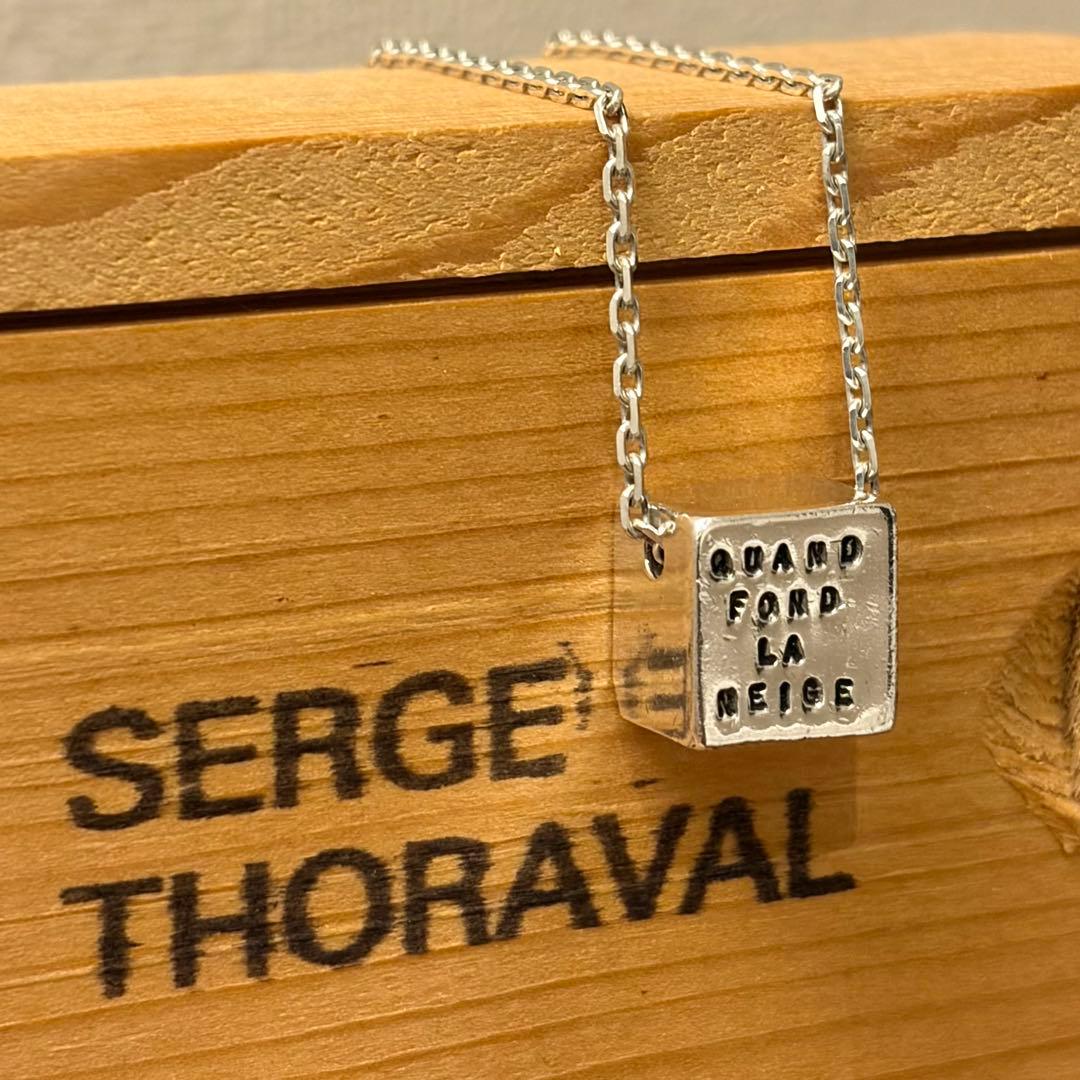 QUAND
FOND
LA
NEIGE
SERGE
THORAVAL